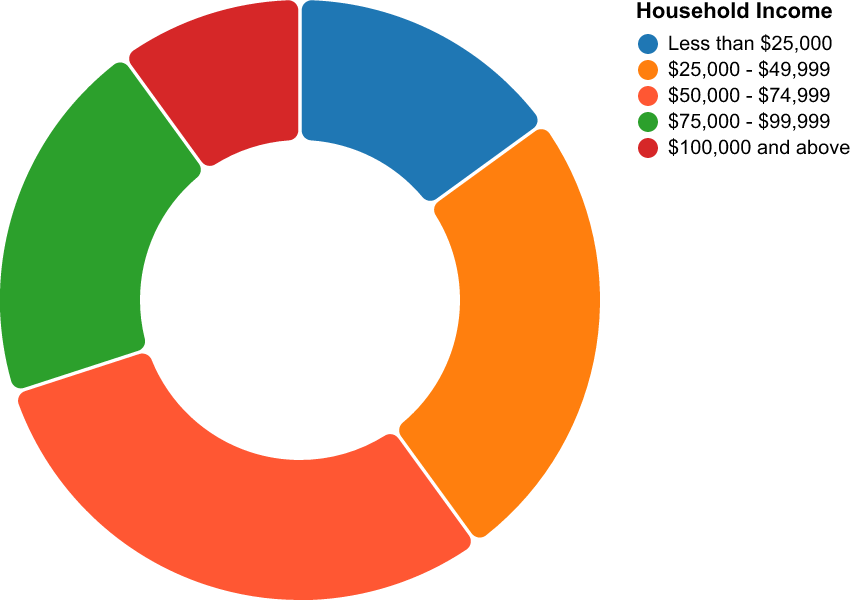 Household Income
Less than $25,000
$25,000 - $49,999
$50,000 - $74,999
$75,000 - $99,999
$100,000 and above